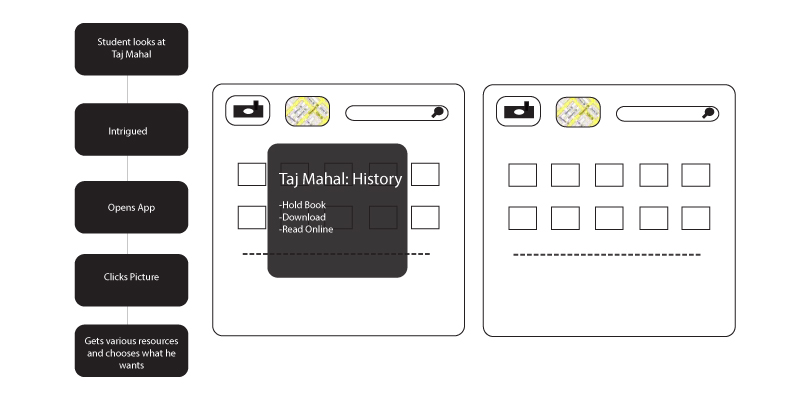 Student looks at
Taj Mahal
Intrigued
Opens App
Clicks Picture
Gets various resources
and chooses what he
wants
Taj Mahal: History
-Hold Book
-Download
-Read Online